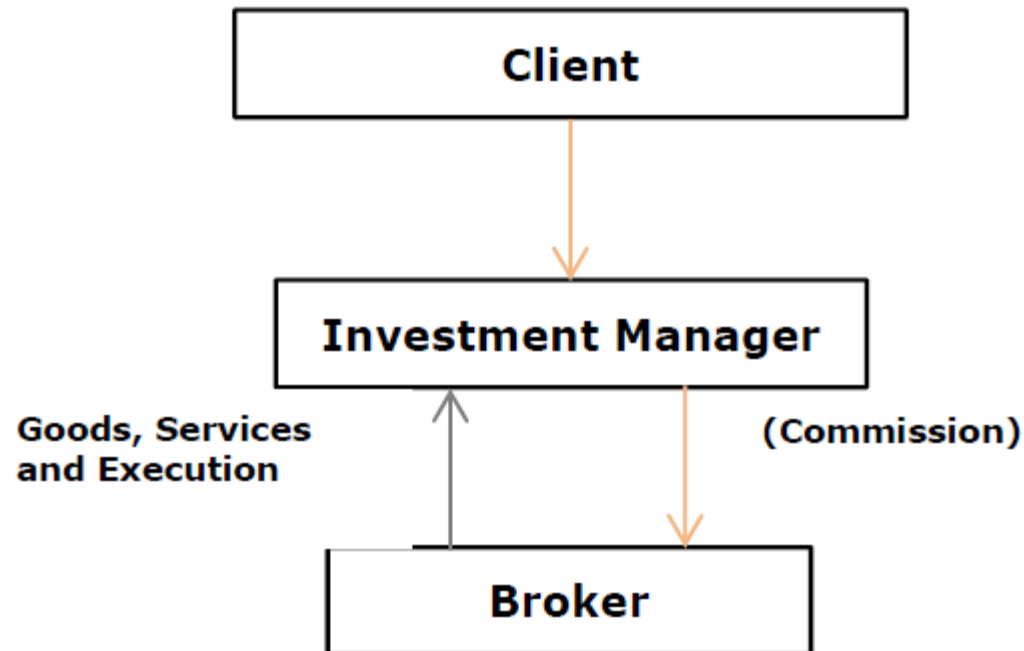 Client
Investment Manager
Goods, Services
and Execution
(Commission)
Broker